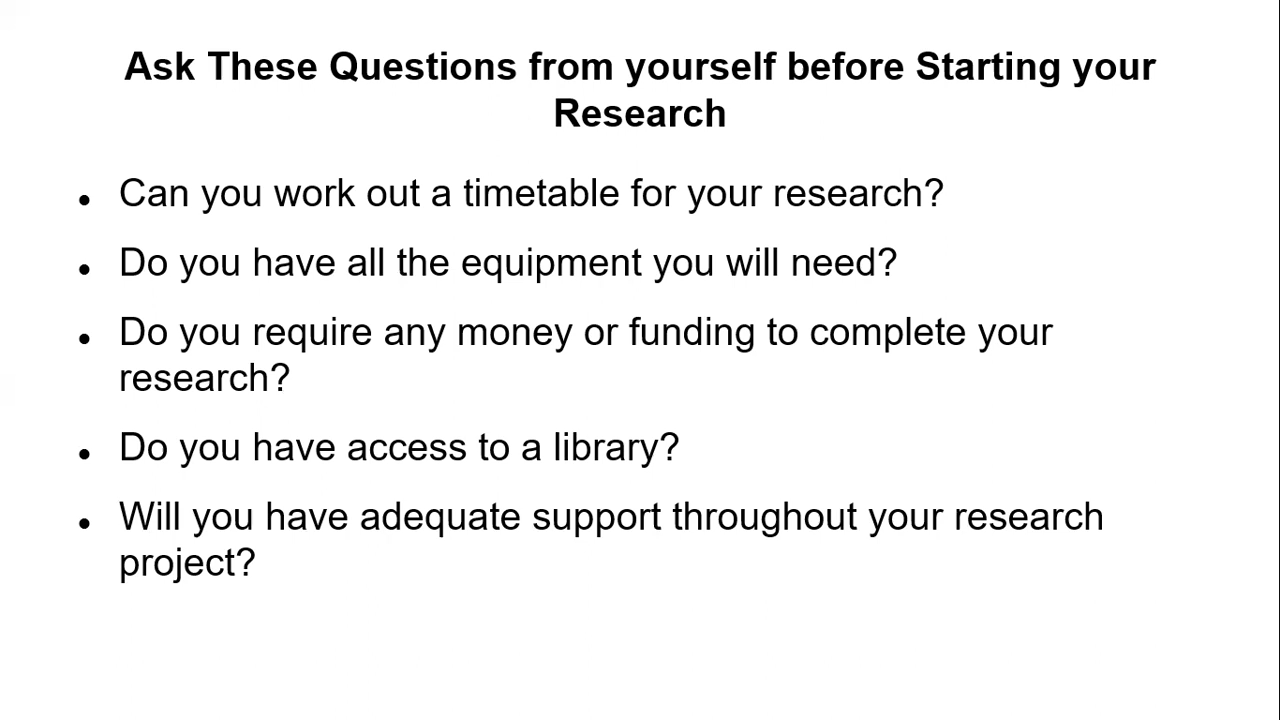 Ask These Questions from yourself before Starting your
Research
• Can you work out a timetable for your research?
• Do you have all the equipment you will need?
• Do you require any money or funding to complete your
research?
• Do you have access to a library?
• Will you have adequate support throughout your research
project?